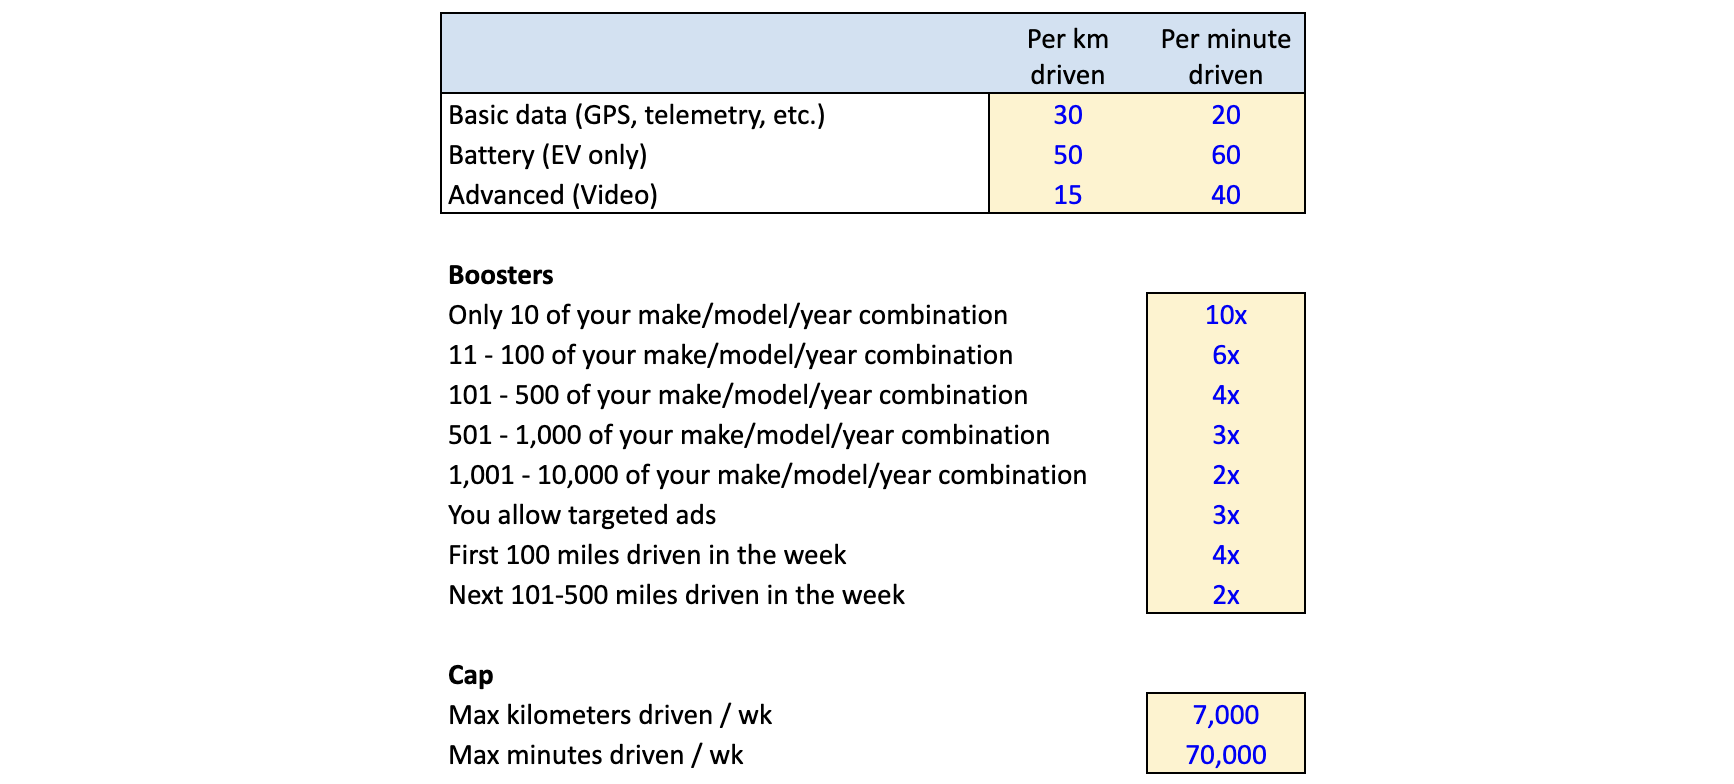 Per km Per minute
driven driven
Basic data (GPS, telemetry, etc.) 30 20
Battery (EV only) 50 60
Advanced (Video) 15 40
Boosters
Only 10 of your make/model/year combination 10x
11 - 100 of your make/model/year combination 6x
101 - 500 of your make/model/year combination 4x
501 - 1,000 of your make/model/year combination 3x
1,001 - 10,000 of your make/model/year combination 2x
You allow targeted ads 3x
First 100 miles driven in the week 4x
Next 101-500 miles driven in the week 2x
Cap
Max kilometers driven / wk 7,000
Max minutes driven / wk 70,000